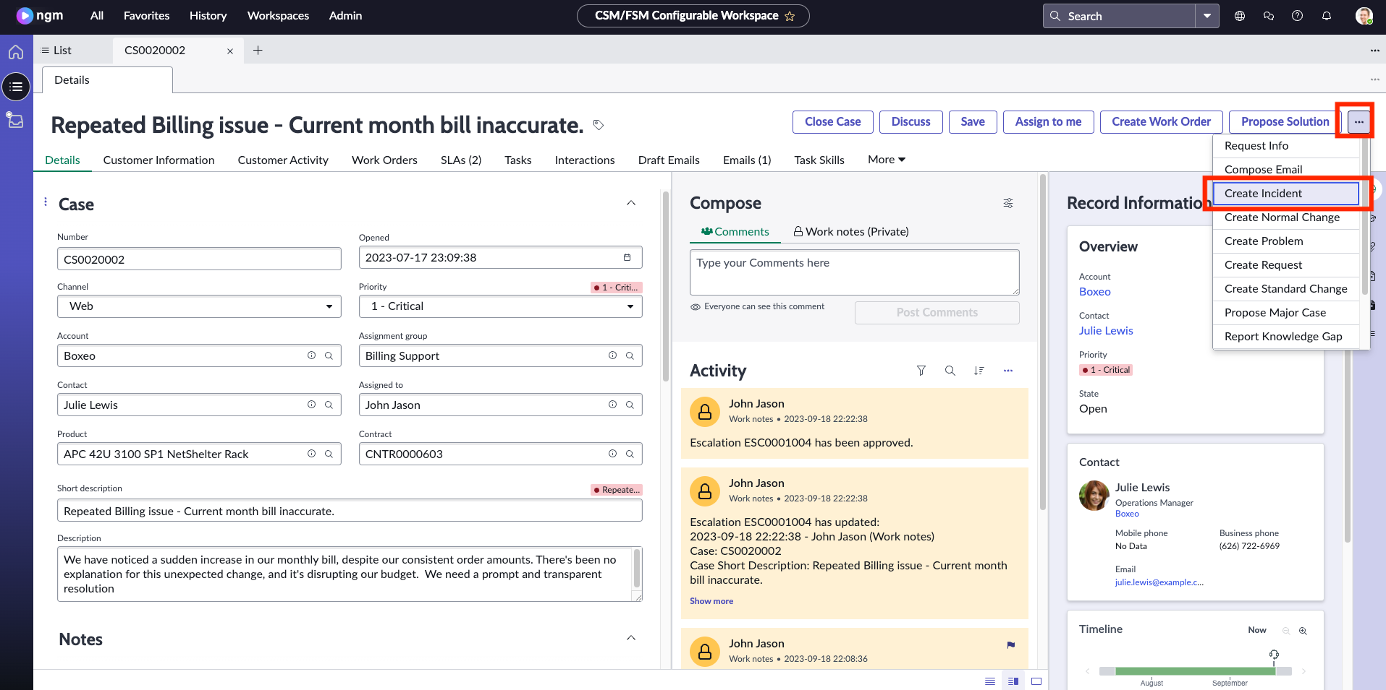 ngm
All
Favorites
History
Workspaces
Admin
CSM/FSM Configurable Workspace
Search
List
CS0020002
Details
Repeated Billing issue - Current month bill inaccurate.
Close Case
Discuss
Save
Assign to me
Create Work Order
Propose Solution
Details
Customer Information
Customer Activity
Work Orders
SLAs (2)
Tasks
Interactions
Draft Emails
Emails (1)
Task Skills
More
Request Info
Compose Email
Create Incident
Create Normal Change
Create Problem
Create Request
Create Standard Change
Propose Major Case
Report Knowledge Gap
Case
Number
CS0020002
Opened
2023-07-17 23:09:38
Channel
Web
Priority
1 - Criti...
1 - Critical
Account
Boxeo
Assignment group
Billing Support
Contact
Julie Lewis
Assigned to
John Jason
Product
APC 42U 3100 SP1 NetShelter Rack
Contract
CNTR0000603
Short description
Repeate...
Repeated Billing issue - Current month bill inaccurate.
Description
We have noticed a sudden increase in our monthly bill, despite our consistent order amounts. There's been no
explanation for this unexpected change, and it's disrupting our budget.  We need a prompt and transparent
resolution
Notes
Compose
Comments
Work notes (Private)
Type your Comments here
Everyone can see this comment
Post Comments
Activity
John Jason
Work notes • 2023-09-18 22:22:38
Escalation ESC0001004 has been approved.
John Jason
Work notes • 2023-09-18 22:22:38
Escalation ESC0001004 has updated:
2023-09-18 22:22:38 - John Jason (Work notes)
Case: CS0020002
Case Short Description: Repeated Billing issue - Current month
bill inaccurate.
Show more
John Jason
Work notes • 2023-09-18 22:08:36
Record Information
Overview
Account
Boxeo
Contact
Julie Lewis
Priority
1 - Critical
State
Open
Contact
Julie Lewis
Operations Manager
Boxeo
Mobile phone
No Data
Business phone
(626) 722-6969
Email
julie.lewis@example.c...
Timeline
Now
August
September